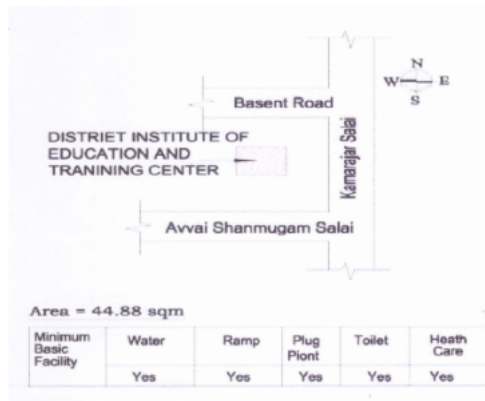 N
W E
S
Basent Road
DISTRIET INSTITUTE OF
EDUCATION AND
TRANINING CENTER
Kamarajar Salai
Avvai Shanmugam Salai
Area = 44.88 sqm
Minimum Basic Facility Water Ramp Plug Piont Toilet Heath Care
Yes Yes Yes Yes Yes